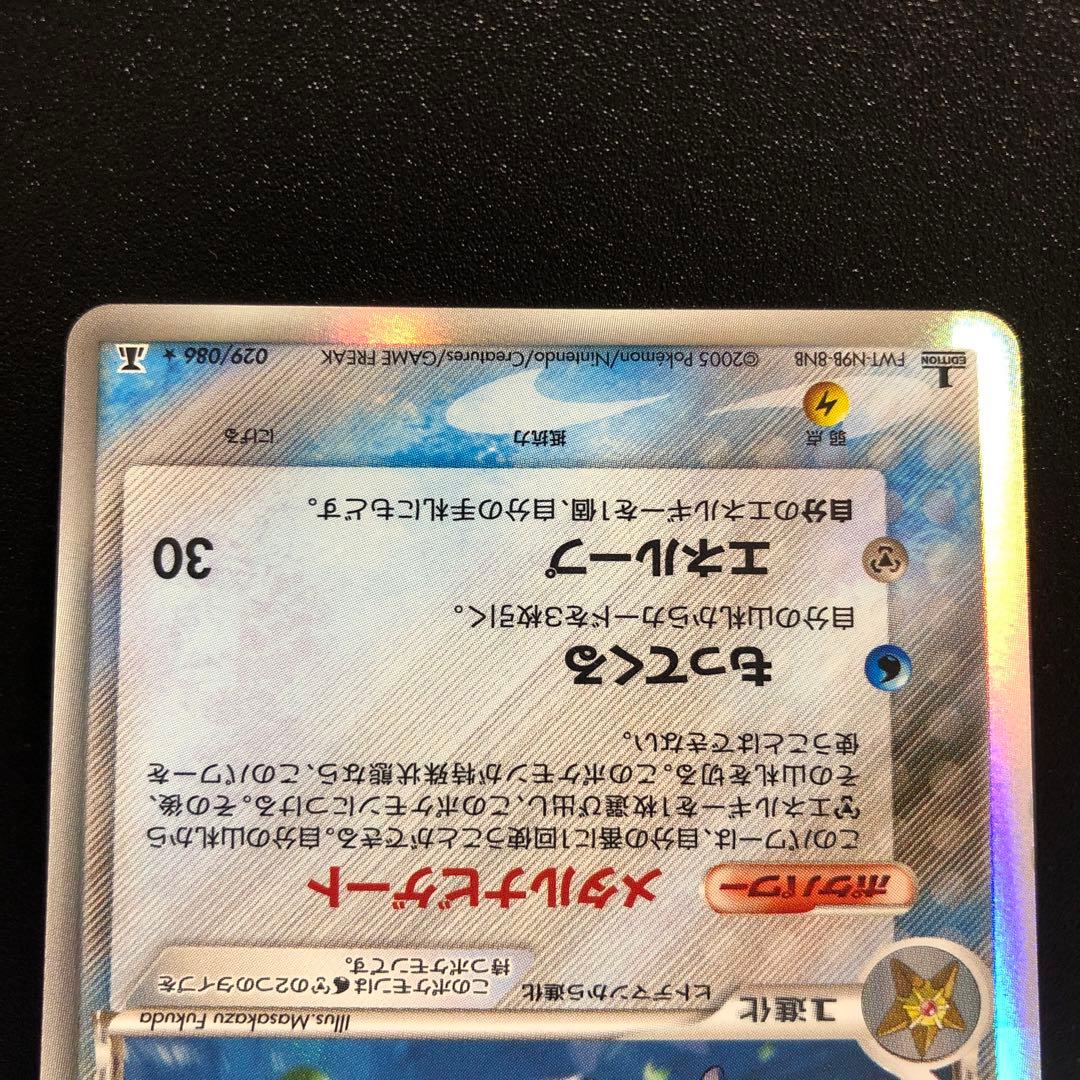 Illus.Masakazu Fukuda
1進化
ヒトデマンから進化
このポケモンはの2つのタイプを
持つポケモンです。
ポケパワー
メタルナビゲート
このパワーは、自分の番に1回使うことができる。自分の山札から
エネルギーを1枚選び出し、このポケモンにつける。その後、
その山札を切る。このポケモンが特殊状態なら、このパワーを
使うことはできない。
もってくる
自分の山札からカードを3枚引く。
エネループ 30
自分のエネルギーを1個、自分の手札にもどす。
弱点 抵抗力 にげる
1 EDITION FWT-N9B-8NB ©2005 Pokémon/Nintendo/Creatures/GAME FREAK 029/086 ★